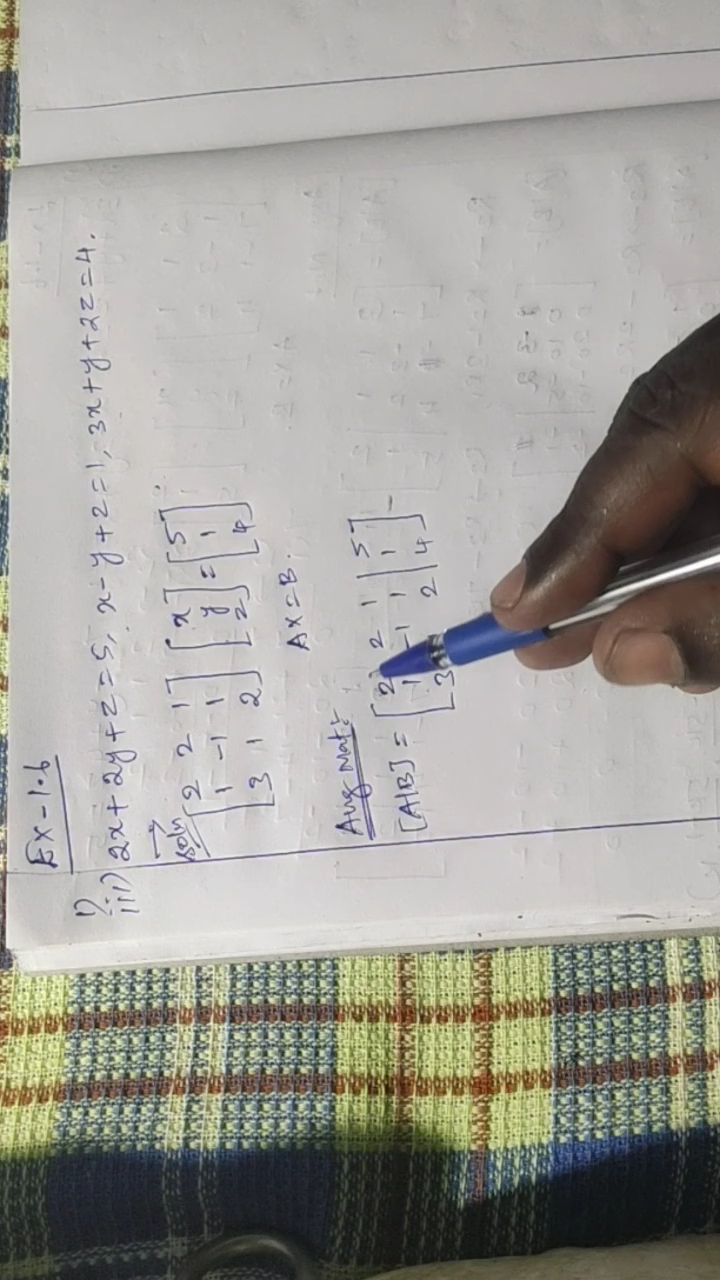 Ex-1.6
1) iii) 2x+2y+z=5, x-y+z=1, 3x+y+2z=4.
→ Soln
[2 2 1] [x] [5]
[1 -1 1] [y] = [1]
[3 1 2] [z] [4]
AX=B.
Aug Mat:
[A|B] = [2 2 1 | 5]
[1 -1 1 | 1]
[3 2 | 4]